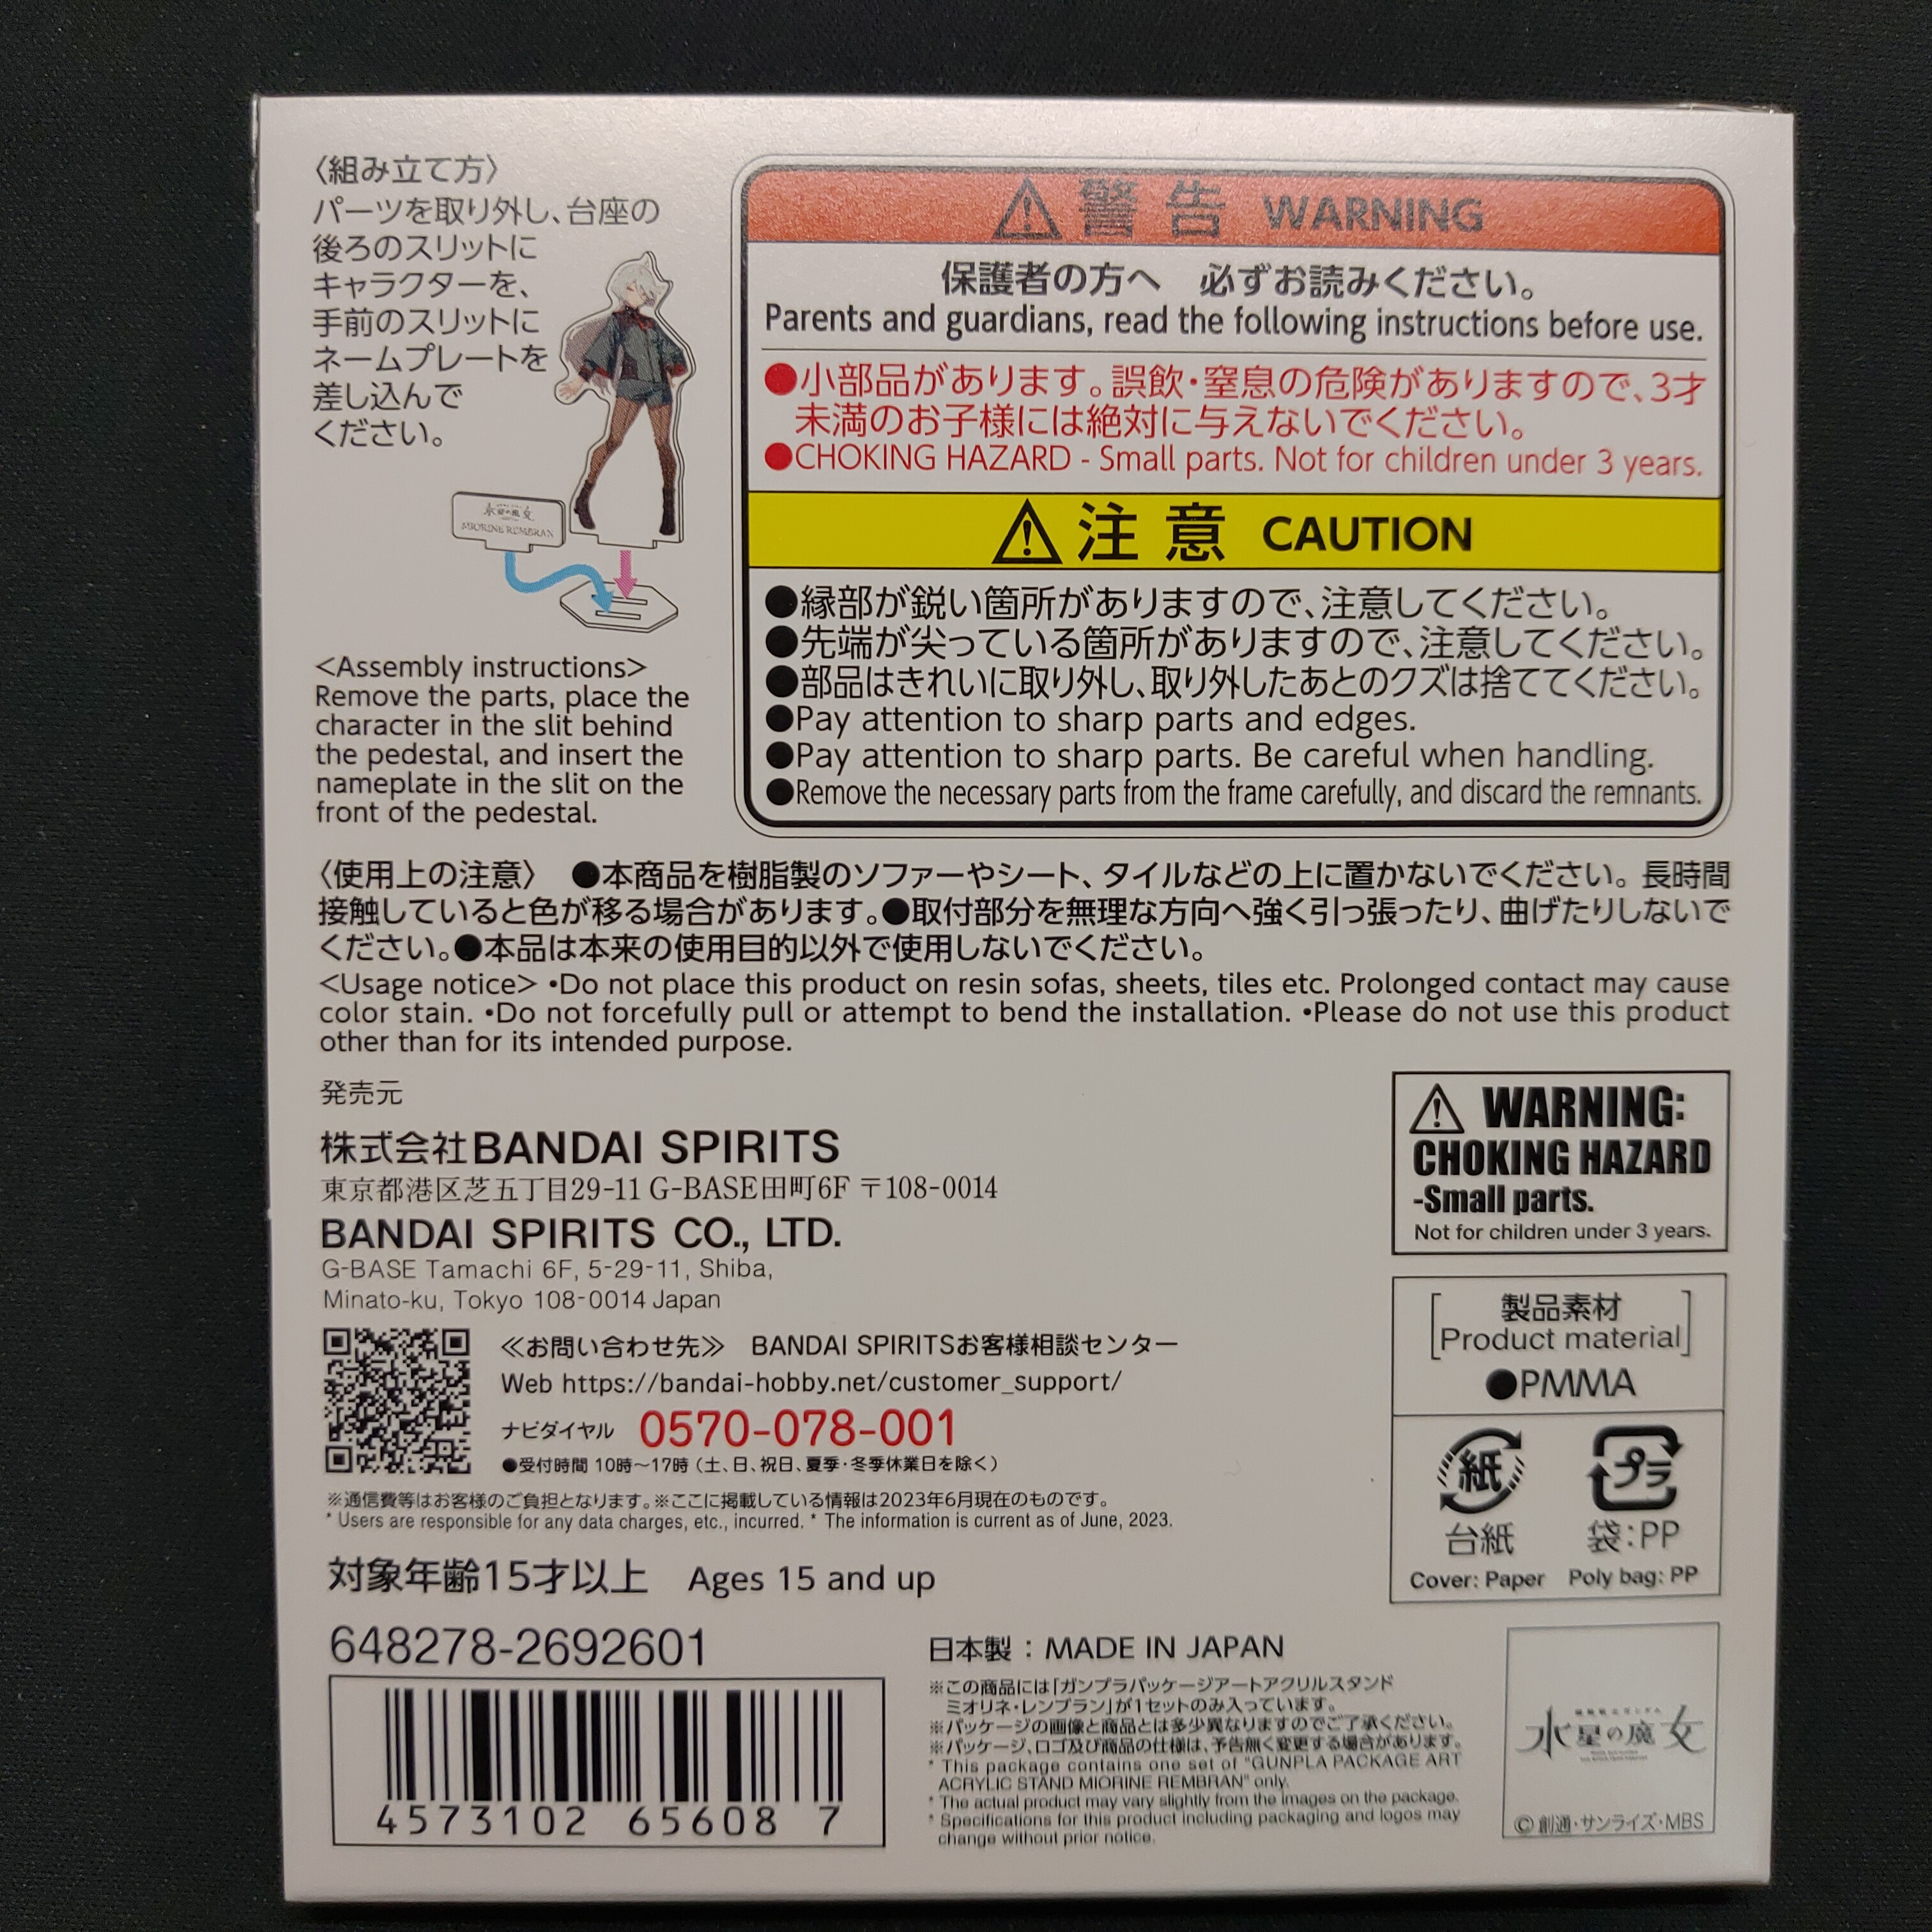 〈組み立て方〉
パーツを取り外し、台座の
後ろのスリットに
キャラクターを、
手前のスリットに
ネームプレートを
差し込んで
ください。
水星の魔女
MIORINE REMBRAN
<Assembly instructions>
Remove the parts, place the
character in the slit behind
the pedestal, and insert the
nameplate in the slit on the
front of the pedestal.
警告 WARNING
保護者の方へ 必ずお読みください。
Parents and guardians, read the following instructions before use.
●小部品があります。誤飲・窒息の危険がありますので、3才
未満のお子様には絶対に与えないでください。
●CHOKING HAZARD - Small parts. Not for children under 3 years.
注意 CAUTION
●縁部が鋭い箇所がありますので、注意してください。
●先端が尖っている箇所がありますので、注意してください。
●部品はきれいに取り外し、取り外したあとのクズは捨ててください。
●Pay attention to sharp parts and edges.
●Pay attention to sharp parts. Be careful when handling.
●Remove the necessary parts from the frame carefully, and discard the remnants.
〈使用上の注意〉 ●本商品を樹脂製のソファーやシート、タイルなどの上に置かないでください。長時間
接触していると色が移る場合があります。●取付部分を無理な方向へ強く引っ張ったり、曲げたりしないで
ください。●本品は本来の使用目的以外で使用しないでください。
<Usage notice> •Do not place this product on resin sofas, sheets, tiles etc. Prolonged contact may cause
color stain. •Do not forcefully pull or attempt to bend the installation. •Please do not use this product
other than for its intended purpose.
発売元
株式会社BANDAI SPIRITS
東京都港区芝五丁目29-11 G-BASE田町6F 〒108-0014
BANDAI SPIRITS CO., LTD.
G-BASE Tamachi 6F, 5-29-11, Shiba,
Minato-ku, Tokyo 108-0014 Japan
≪お問い合わせ先≫ BANDAI SPIRITSお客様相談センター
Web https://bandai-hobby.net/customer_support/
ナビダイヤル 0570-078-001
●受付時間 10時～17時（土、日、祝日、夏季・冬季休業日を除く）
※通信費等はお客様のご負担となります。※ここに掲載している情報は2023年6月現在のものです。
* Users are responsible for any data charges, etc., incurred. * The information is current as of June, 2023.
対象年齢15才以上 Ages 15 and up
WARNING:
CHOKING HAZARD
-Small parts.
Not for children under 3 years.
製品素材
[Product material]
●PMMA
紙 プラ
台紙 袋:PP
Cover: Paper Poly bag: PP
648278-2692601
4573102 65608 7
日本製：MADE IN JAPAN
※この商品には「ガンプラパッケージアートアクリルスタンド
ミオリネ・レンブラン」が1セットのみ入っています。
※パッケージの画像と商品とは多少異なりますのでご了承ください。
※パッケージ、ロゴ及び商品の仕様は、予告無く変更する場合があります。
* This package contains one set of "GUNPLA PACKAGE ART
ACRYLIC STAND MIORINE REMBRAN" only.
* The actual product may vary slightly from the images on the package.
* Specifications for this product including packaging and logos may
change without prior notice.
水星の魔女
©創通・サンライズ・MBS